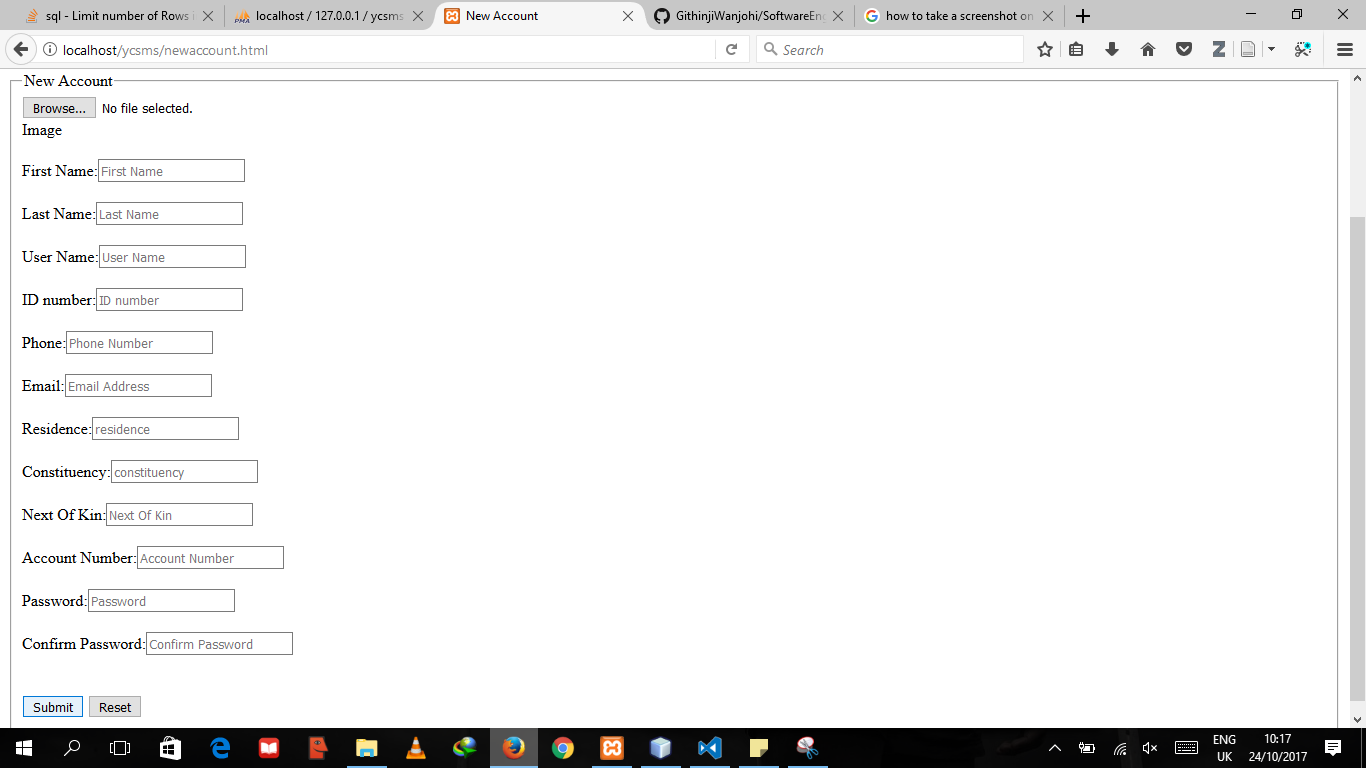 sql - Limit number of Rows i
localhost / 127.0.0.1 / ycsms
New Account
GithinjiWanjohi/SoftwareEng
how to take a screenshot on
localhost/ycsms/newaccount.html
Search
New Account
Browse... No file selected.
Image
First Name: First Name
Last Name: Last Name
User Name: User Name
ID number: ID number
Phone: Phone Number
Email: Email Address
Residence: residence
Constituency: constituency
Next Of Kin: Next Of Kin
Account Number: Account Number
Password: Password
Confirm Password: Confirm Password
Submit Reset
ENG 10:17
UK 24/10/2017